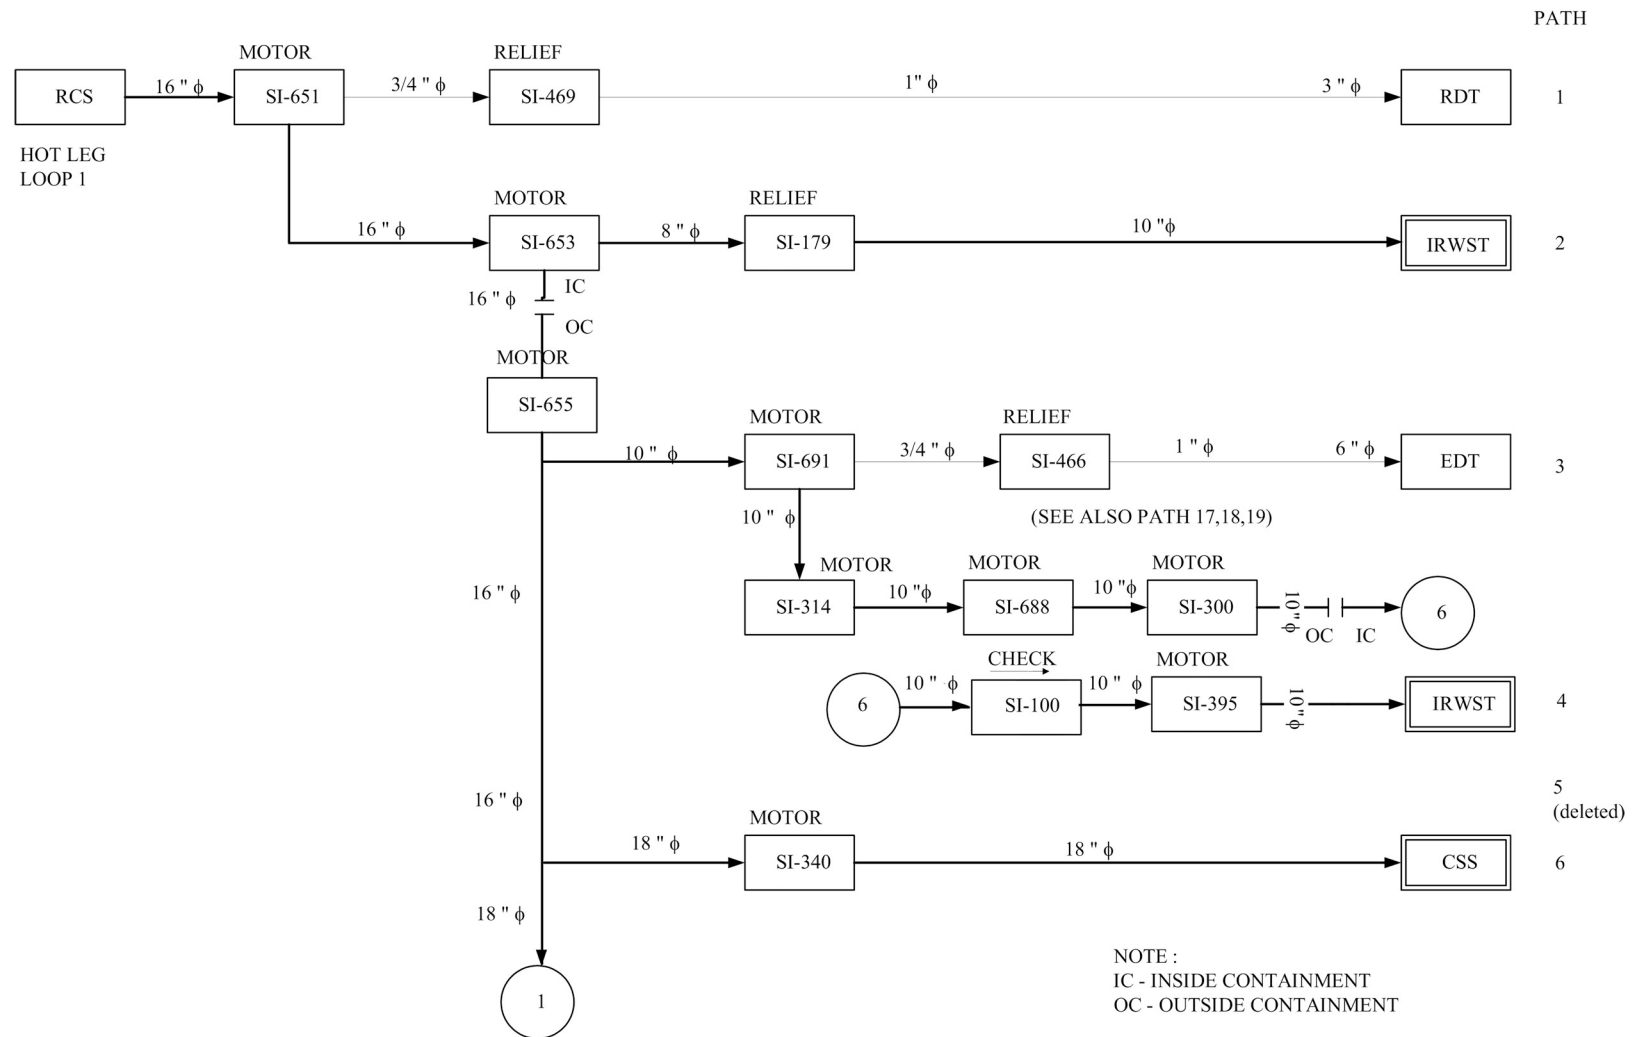 PATH
MOTOR
RELIEF
RCS
16 " ϕ
SI-651
3/4 " ϕ
SI-469
1" ϕ
3 " ϕ
RDT
1
HOT LEG
LOOP 1
MOTOR
RELIEF
16 " ϕ
SI-653
8 " ϕ
SI-179
10 "ϕ
IRWST
2
16 " ϕ
IC
OC
MOTOR
SI-655
MOTOR
RELIEF
10 " ϕ
SI-691
3/4 " ϕ
SI-466
1 " ϕ
6 " ϕ
EDT
3
10 " ϕ
(SEE ALSO PATH 17,18,19)
MOTOR
MOTOR
MOTOR
16 " ϕ
SI-314
10 "ϕ
SI-688
10 "ϕ
SI-300
10"ϕ
OC
IC
6
CHECK
MOTOR
6
10 " ϕ
SI-100
10 " ϕ
SI-395
10"ϕ
IRWST
4
5
(deleted)
16 " ϕ
MOTOR
18 " ϕ
SI-340
18 " ϕ
CSS
6
18 " ϕ
1
NOTE :
IC - INSIDE CONTAINMENT
OC - OUTSIDE CONTAINMENT